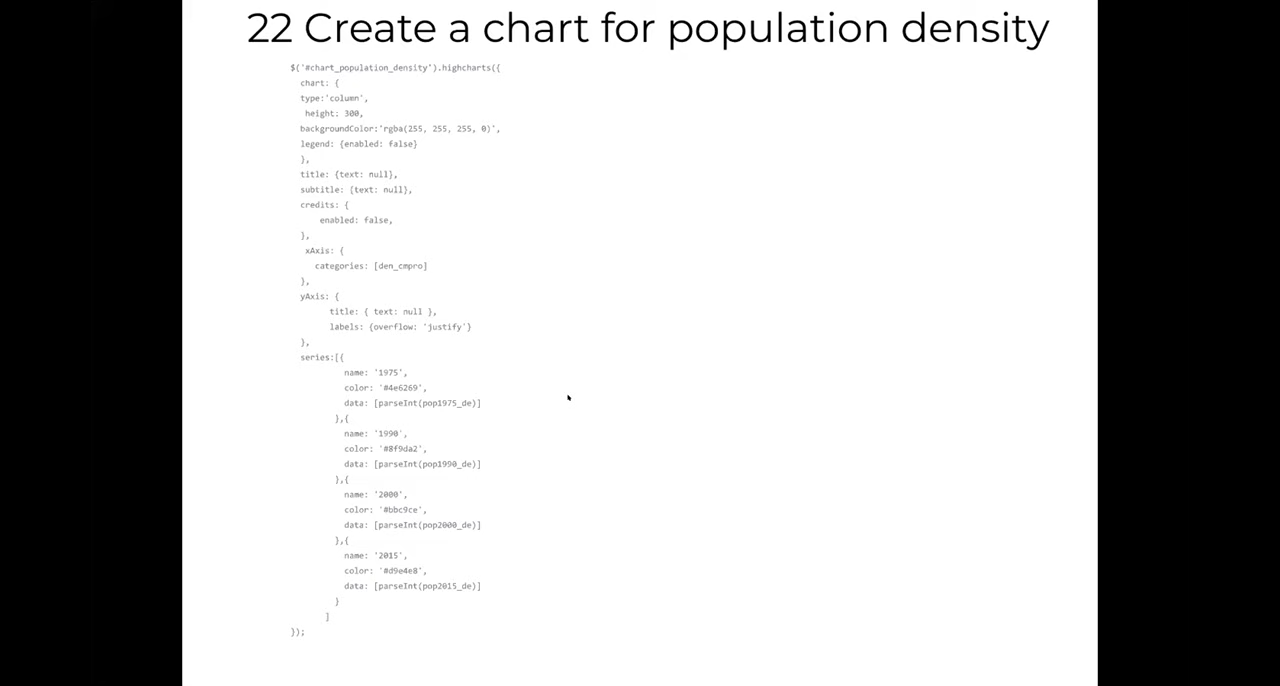 22 Create a chart for population density
$('#chart_population_density').highcharts({
chart: {
type:'column',
height: 300,
backgroundColor:'rgba(255, 255, 255, 0)',
legend: {enabled: false}
},
title: {text: null},
subtitle: {text: null},
credits: {
enabled: false,
},
xAxis: {
categories: [den_cmpro]
},
yAxis: {
title: { text: null },
labels: {overflow: 'justify'}
},
series:[{
name: '1975',
color: '#4e6269',
data: [parseInt(pop1975_de)]
},{
name: '1990',
color: '#8f9da2',
data: [parseInt(pop1990_de)]
},{
name: '2000',
color: '#bbc9ce',
data: [parseInt(pop2000_de)]
},{
name: '2015',
color: '#d9e4e8',
data: [parseInt(pop2015_de)]
}
]
});